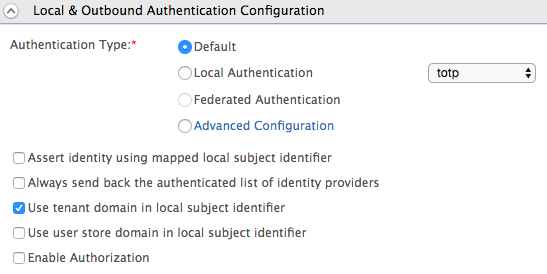 Local & Outbound Authentication Configuration
Authentication Type:*
Default
Local Authentication
totp
Federated Authentication
Advanced Configuration
Assert identity using mapped local subject identifier
Always send back the authenticated list of identity providers
Use tenant domain in local subject identifier
Use user store domain in local subject identifier
Enable Authorization